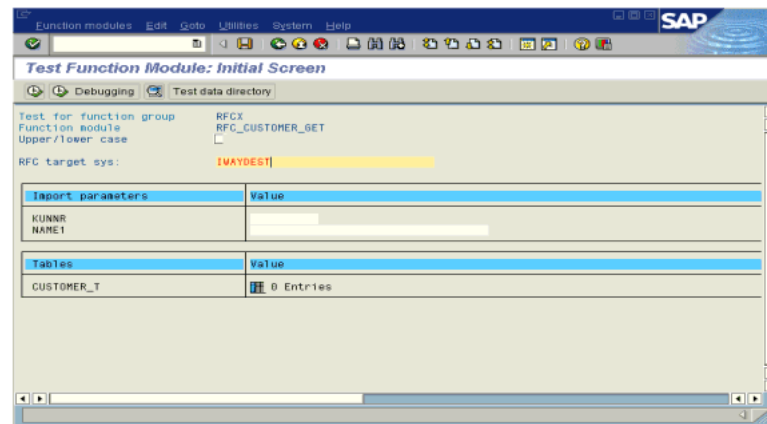 Function modules Edit Goto Utilities System Help
SAP
Test Function Module: Initial Screen
Debugging Test data directory
Test for function group RFCX
Function module RFC_CUSTOMER_GET
Upper/lower case
RFC target sys: IWAYDEST
Import parameters Value
KUNNR
NAME1
Tables Value
CUSTOMER_T 0 Entries